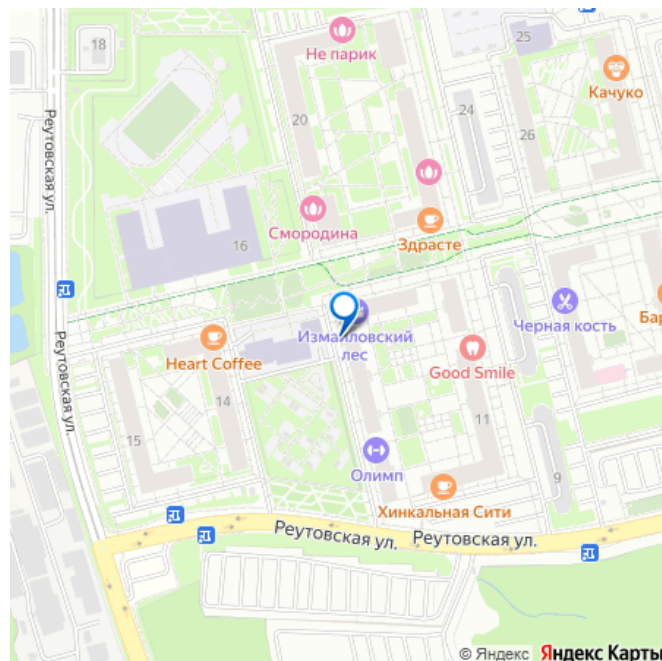 18
25
Не парик
Качуко
20
24
26
Реутовская ул.
Смородина
16
Здрасте
Измайловский
лес
Черная кость
Бар
Heart Coffee
Good Smile
Реутовская ул.
14
11
15
Олимп
9
Хинкальная Сити
Реутовская ул.
Реутовская ул.
© Яндекс Яндекс Карты